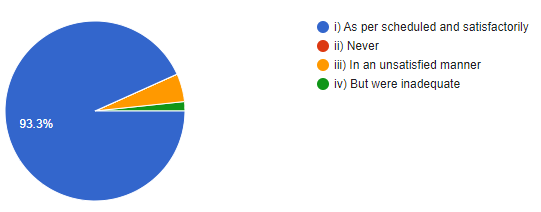 i) As per scheduled and satisfactorily
ii) Never
iii) In an unsatisfied manner
iv) But were inadequate
93.3%